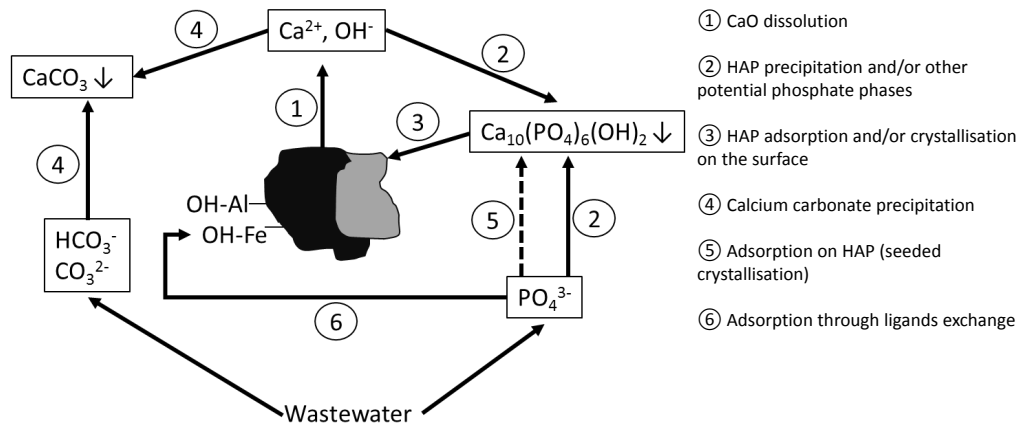 ④
Ca²⁺, OH⁻
②
CaCO₃ ↓
①
③
Ca₁₀(PO₄)₆(OH)₂ ↓
④
OH-Al
OH-Fe
⑤
②
HCO₃⁻
CO₃²⁻
PO₄³⁻
⑥
Wastewater
① CaO dissolution
② HAP precipitation and/or other
potential phosphate phases
③ HAP adsorption and/or crystallisation
on the surface
④ Calcium carbonate precipitation
⑤ Adsorption on HAP (seeded
crystallisation)
⑥ Adsorption through ligands exchange